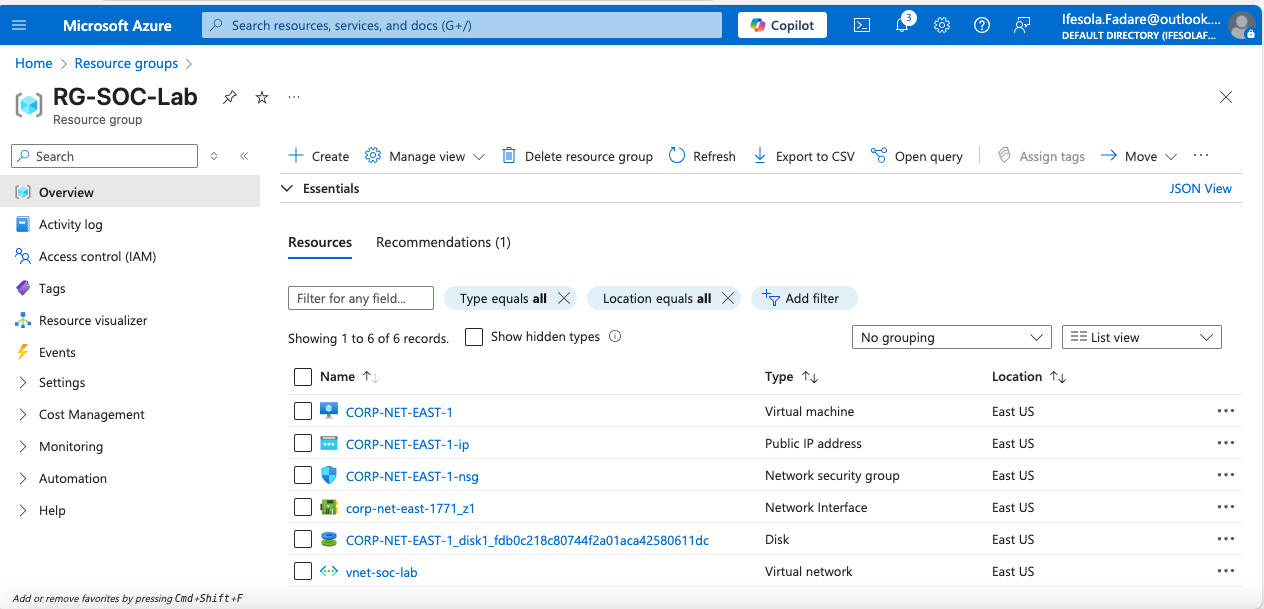 Microsoft Azure
Search resources, services, and docs (G+/)
Copilot
3
Ifesola.Fadare@outlook....
DEFAULT DIRECTORY (IFESOLAF...
Home > Resource groups >
RG-SOC-Lab
...
Resource group
Search
Overview
Activity log
Access control (IAM)
Tags
Resource visualizer
Events
Settings
Cost Management
Monitoring
Automation
Help
Add or remove favorites by pressing Cmd+Shift+F
Create Manage view Delete resource group Refresh Export to CSV Open query Assign tags Move ...
Essentials JSON View
Resources Recommendations (1)
Filter for any field... Type equals all Location equals all Add filter
Showing 1 to 6 of 6 records. Show hidden types No grouping List view
Name Type Location
CORP-NET-EAST-1 Virtual machine East US
CORP-NET-EAST-1-ip Public IP address East US
CORP-NET-EAST-1-nsg Network security group East US
corp-net-east-1771_z1 Network Interface East US
CORP-NET-EAST-1_disk1_fdb0c218c80744f2a01aca42580611dc Disk East US
vnet-soc-lab Virtual network East US